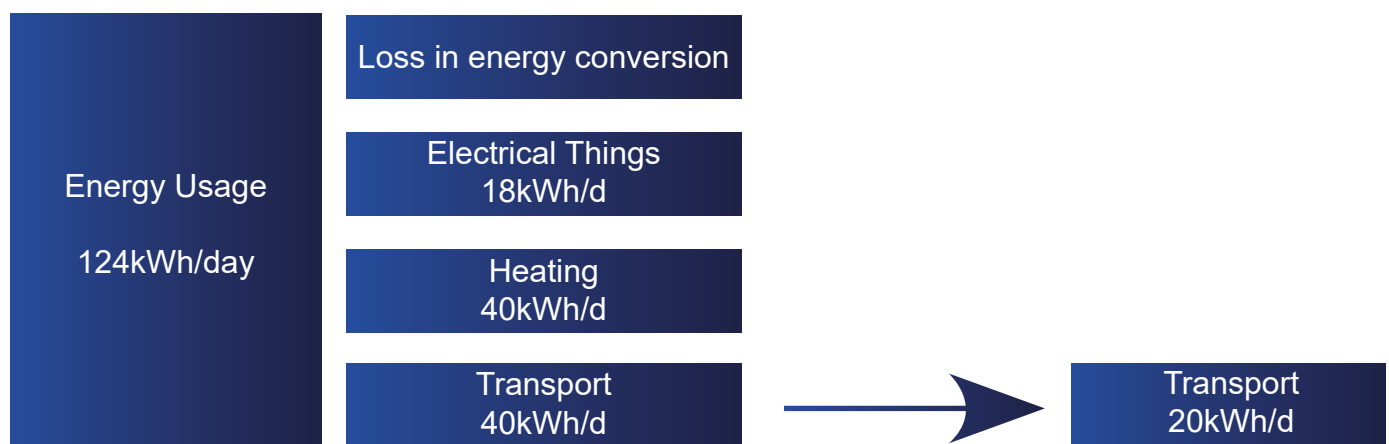 Energy Usage
124kWh/day
Loss in energy conversion
Electrical Things
18kWh/d
Heating
40kWh/d
Transport
40kWh/d
Transport
20kWh/d